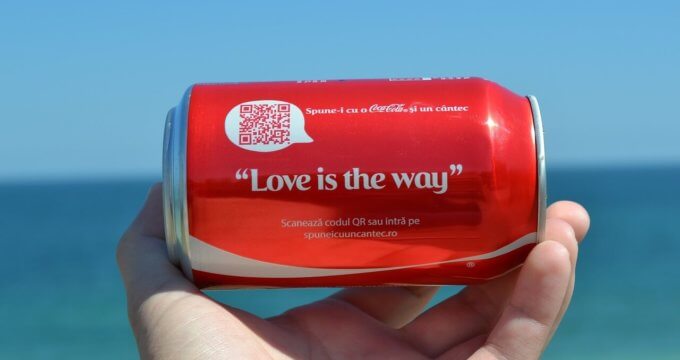 Spune-i cu o Coca-Cola și un cântec
“Love is the way”
Scanează codul QR sau intră pe
spuneicuuncantec.ro
®